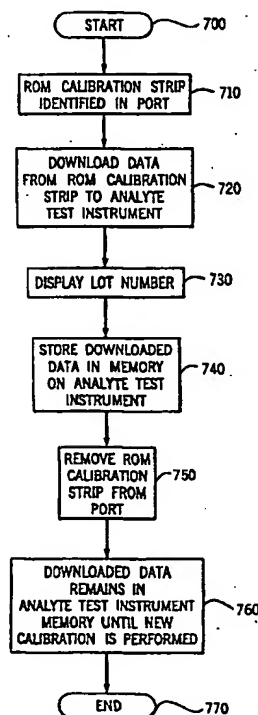 START
700
ROM CALIBRATION STRIP
IDENTIFIED IN PORT
710
DOWNLOAD DATA
FROM ROM CALIBRATION
STRIP TO ANALYTE
TEST INSTRUMENT
720
DISPLAY LOT NUMBER
730
STORE DOWNLOADED
DATA IN MEMORY
ON ANALYTE TEST
INSTRUMENT
740
REMOVE ROM
CALIBRATION
STRIP FROM
PORT
750
DOWNLOADED DATA
REMAINS IN
ANALYTE TEST INSTRUMENT
MEMORY UNTIL NEW
CALIBRATION IS PERFORMED
760
END
770